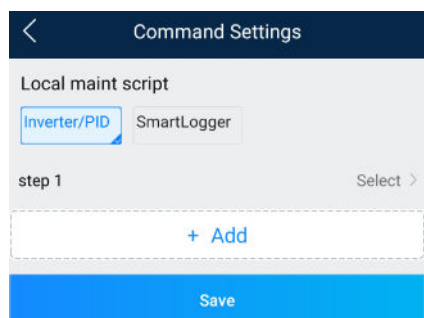 Command Settings
Local maint script
Inverter/PID SmartLogger
step 1 Select >
+ Add
Save